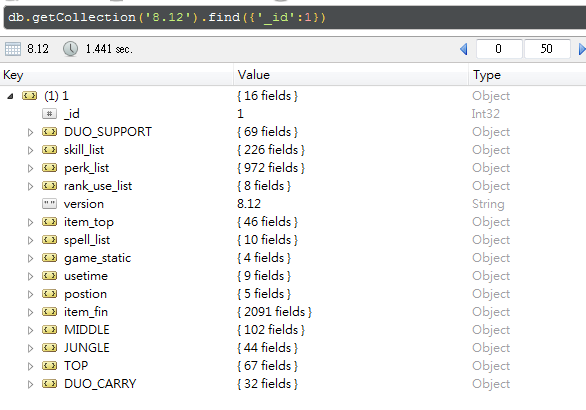 db.getCollection('8.12').find({'_id':1})
8.12 1.441 sec. 0 50
Key Value Type
(1) 1 { 16 fields } Object
# _id 1 Int32
DUO_SUPPORT { 69 fields } Object
skill_list { 226 fields } Object
perk_list { 972 fields } Object
rank_use_list { 8 fields } Object
"" version 8.12 String
item_top { 46 fields } Object
spell_list { 10 fields } Object
game_static { 4 fields } Object
usetime { 9 fields } Object
postion { 5 fields } Object
item_fin { 2091 fields } Object
MIDDLE { 102 fields } Object
JUNGLE { 44 fields } Object
TOP { 67 fields } Object
DUO_CARRY { 32 fields } Object